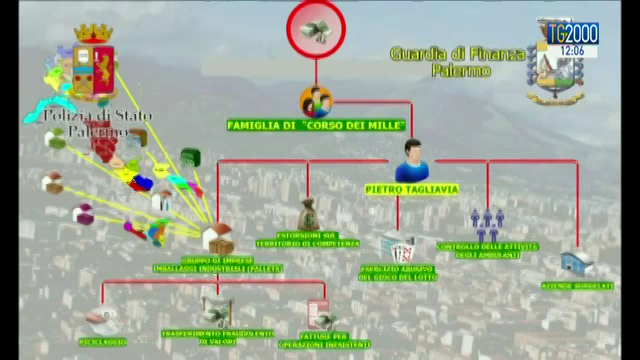 TG2000
12:06
Guardia di Finanza
Palermo
Polizia di Stato
Palermo
FAMIGLIA DI "CORSO DEI MILLE"
PIETRO TAGLIAVIA
ESTORSIONI SUL
TERRITORIO DI COMPETENZA
CONTROLLO DELLE ATTIVITÀ
DEGLI AMBULANTI
GRUPPO DI IMPRESE
IMBALLAGGI INDUSTRIALI (PALLETS)
ESERCIZIO ABUSIVO
DEL GIOCO DEL LOTTO
AZIENDE SURGELATI
RICICLAGGIO
TRASFERIMENTO FRAUDOLENTO
DI VALORI
FATTURE PER
OPERAZIONI INESISTENTI